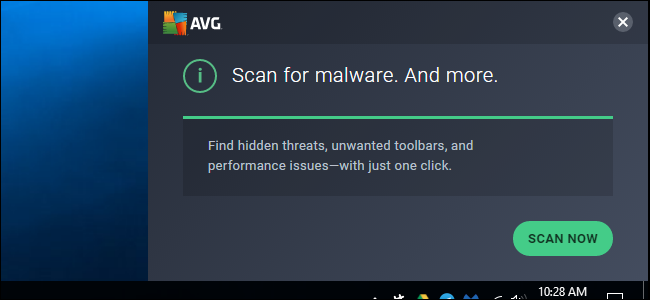 AVG
Scan for malware. And more.
Find hidden threats, unwanted toolbars, and
performance issues—with just one click.
SCAN NOW
10:28 AM